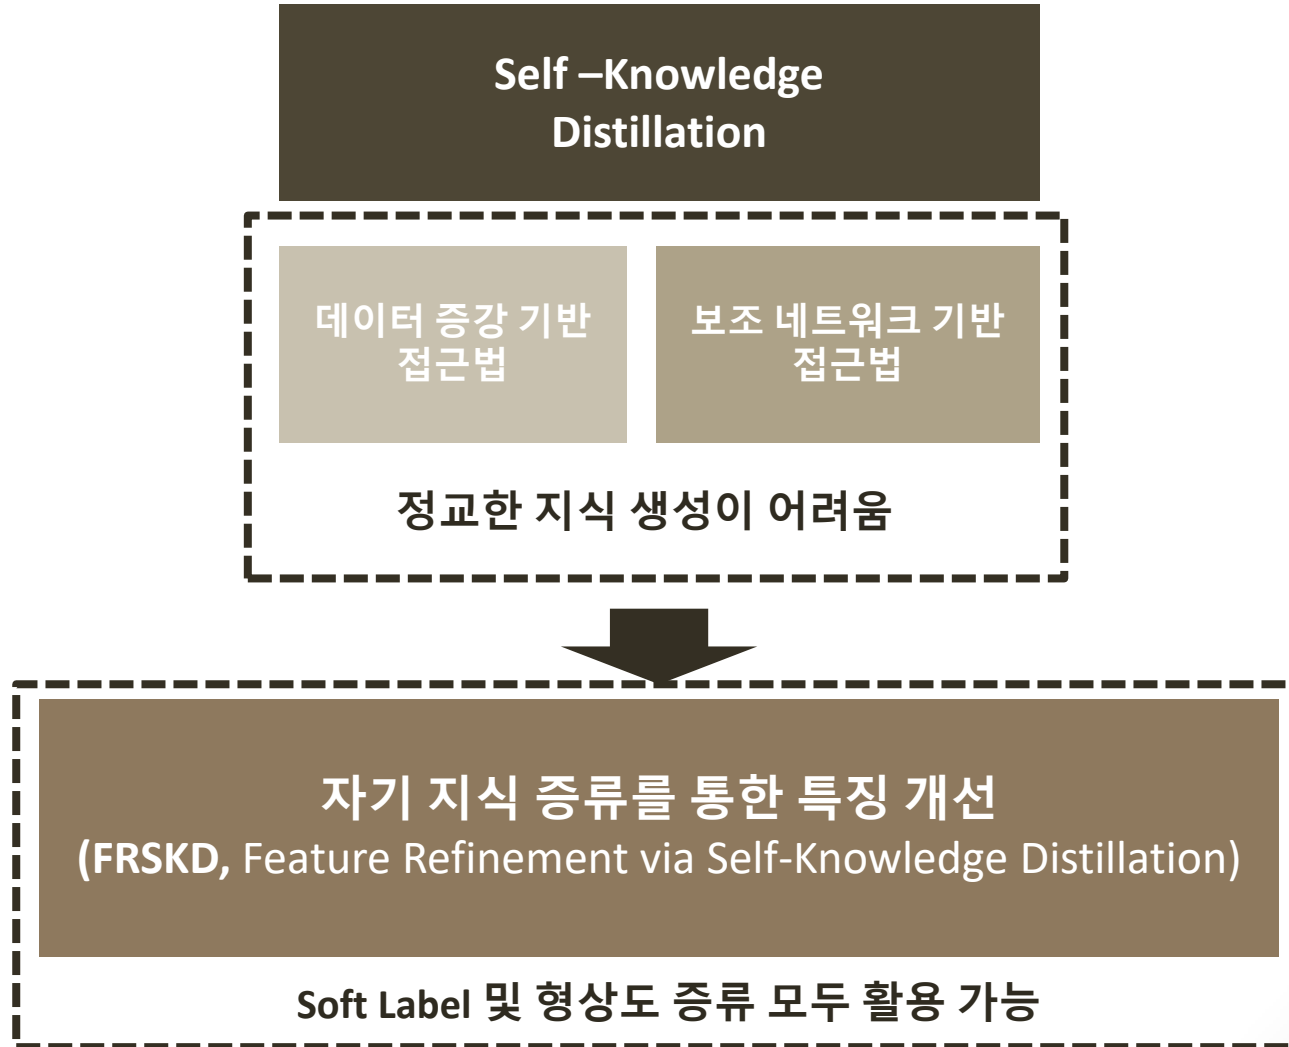 Self –Knowledge
Distillation
데이터 증강 기반
접근법
보조 네트워크 기반
접근법
정교한 지식 생성이 어려움
자기 지식 증류를 통한 특징 개선
(FRSKD, Feature Refinement via Self-Knowledge Distillation)
Soft Label 및 형상도 증류 모두 활용 가능